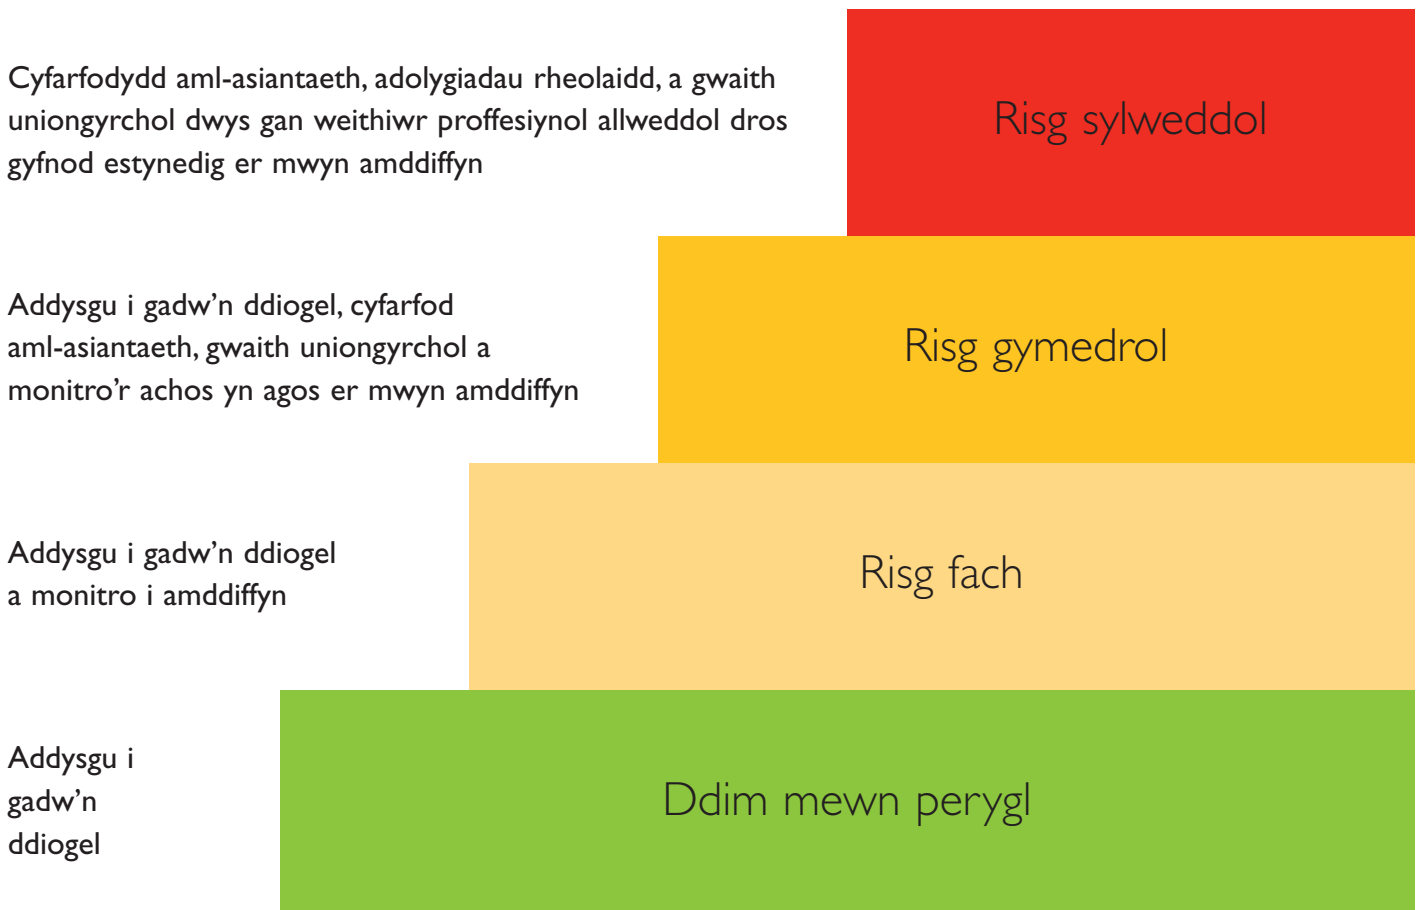 Cyfarfodydd aml-asiantaeth, adolygiadau rheolaidd, a gwaith
uniongyrchol dwys gan weithiwr proffesiynol allweddol dros
gyfnod estynedig er mwyn amddiffyn
Risg sylweddol
Addysgu i gadw’n ddiogel, cyfarfod
aml-asiantaeth, gwaith uniongyrchol a
monitro’r achos yn agos er mwyn amddiffyn
Risg gymedrol
Addysgu i gadw’n ddiogel
a monitro i amddiffyn
Risg fach
Addysgu i
gadw’n
ddiogel
Ddim mewn perygl